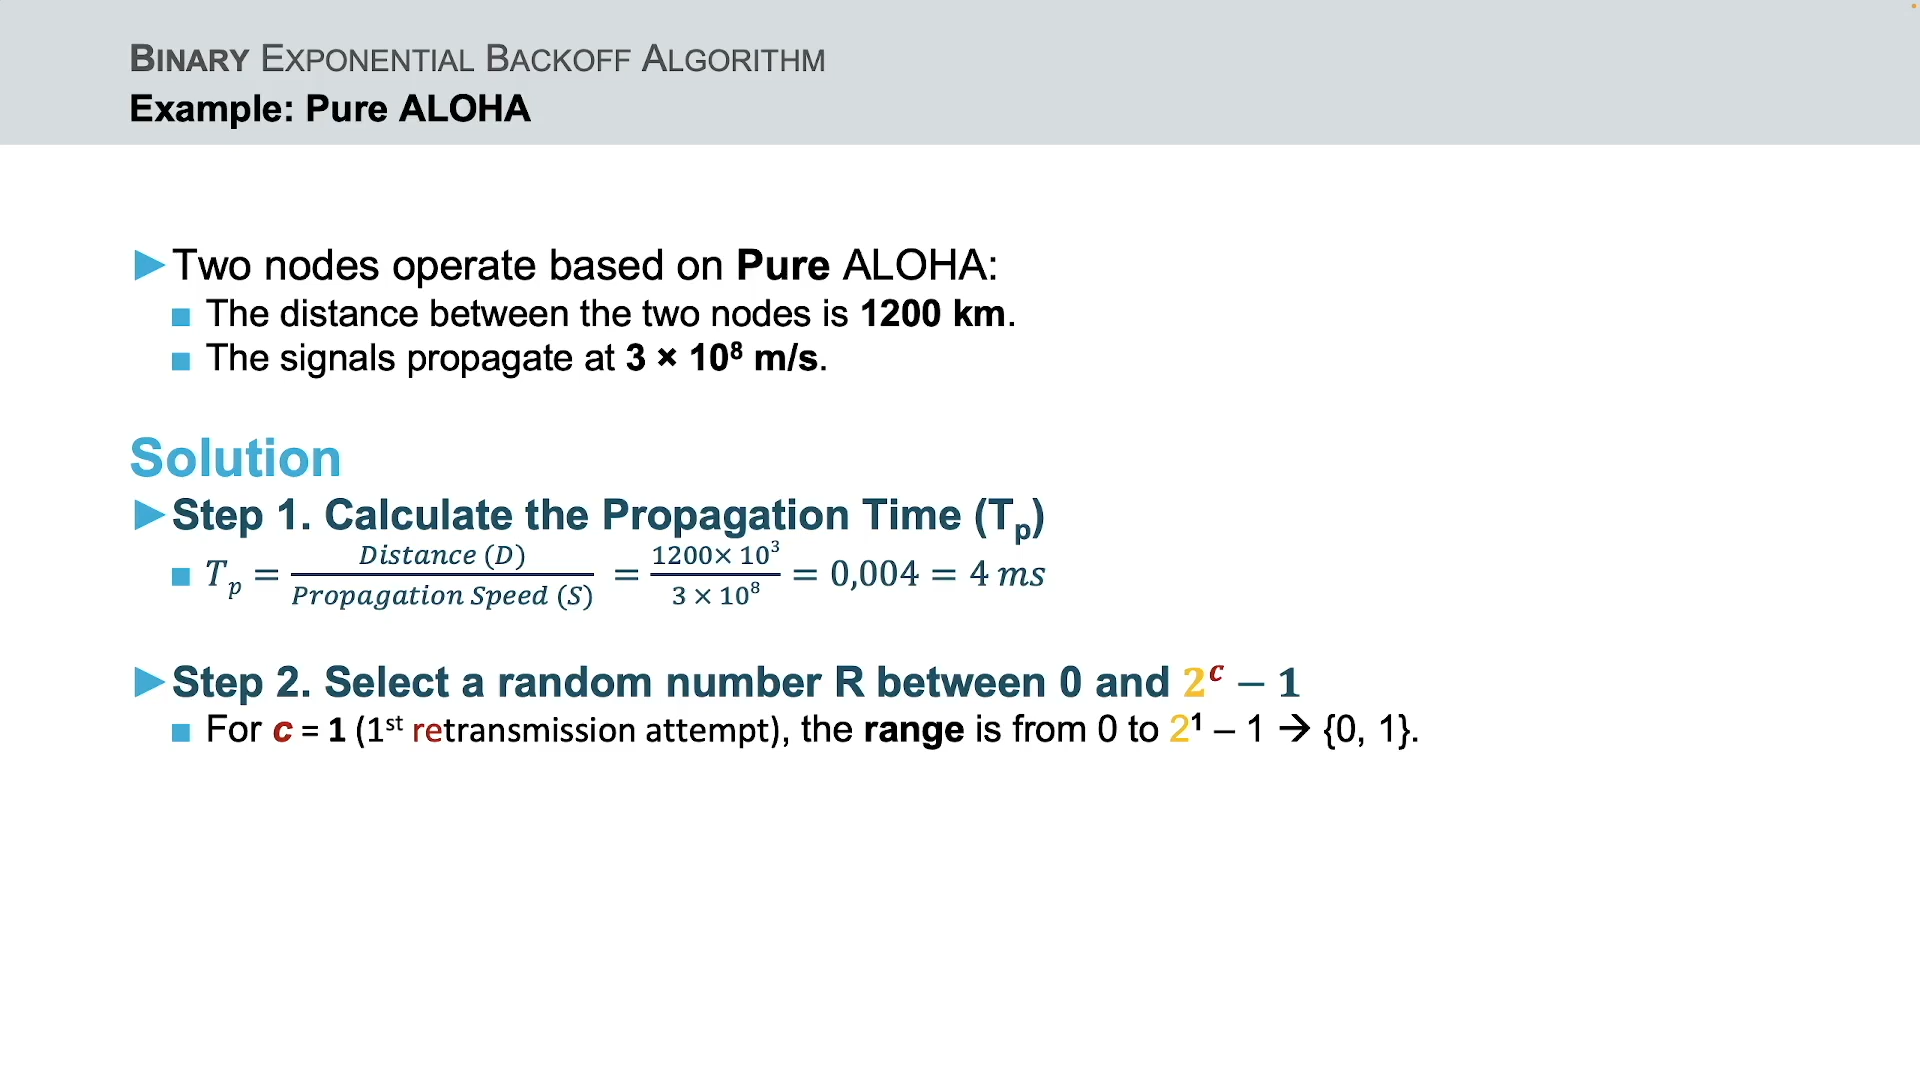 BINARY EXPONENTIAL BACKOFF ALGORITHM
Example: Pure ALOHA
Two nodes operate based on Pure ALOHA:
The distance between the two nodes is 1200 km.
The signals propagate at 3 × 10⁸ m/s.
Solution
Step 1. Calculate the Propagation Time (Tₚ)
Tₚ = Distance (D) / Propagation Speed (S) = 1200× 10³ / 3 × 10⁸ = 0,004 = 4 ms
Step 2. Select a random number R between 0 and 2ᶜ − 1
For c = 1 (1ˢᵗ retransmission attempt), the range is from 0 to 2¹ – 1 → {0, 1}.